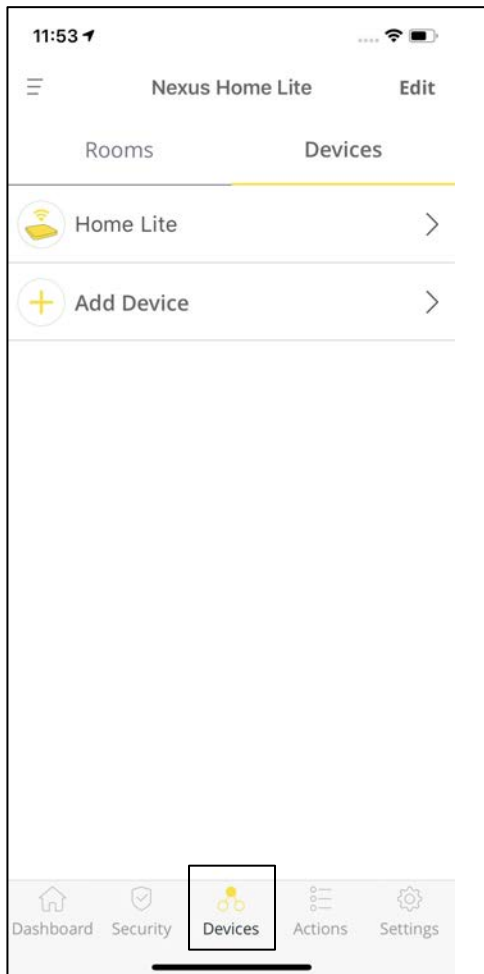 11:53
Nexus Home Lite Edit
Rooms Devices
Home Lite
Add Device
Dashboard Security Devices Actions Settings